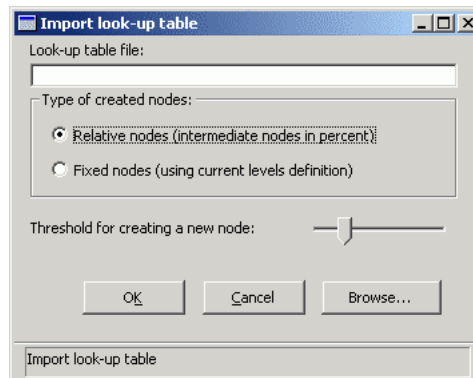 Import look-up table
Look-up table file:
Type of created nodes:
Relative nodes (intermediate nodes in percent)
Fixed nodes (using current levels definition)
Threshold for creating a new node:
OK Cancel Browse...
Import look-up table